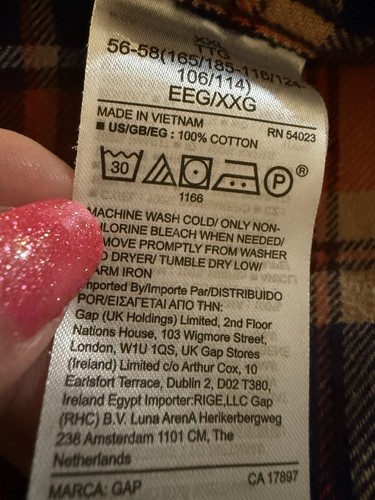 XXL
TTG
56-58(165/185-116/124-
106/114)
EEG/XXG
MADE IN VIETNAM RN 54023
■ US/GB/EG : 100% COTTON
30 P ®
1166
MACHINE WASH COLD/ ONLY NON-
CHLORINE BLEACH WHEN NEEDED/
MOVE PROMPTLY FROM WASHER
DRYER/ TUMBLE DRY LOW/
ARM IRON
Imported By/Importe Par/DISTRIBUIDO
POR/ΕΙΣΑΓΕΤΑΙ ΑΠΟ ΤΗΝ:
Gap (UK Holdings) Limited, 2nd Floor
Nations House, 103 Wigmore Street,
London, W1U 1QS, UK Gap Stores
(Ireland) Limited c/o Arthur Cox, 10
Earlsfort Terrace, Dublin 2, D02 T380,
Ireland Egypt Importer:RIGE,LLC Gap
(RHC) B.V. Luna ArenA Herikerbergweg
238 Amsterdam 1101 CM, The
Netherlands
CA 17897
MARCA: GAP